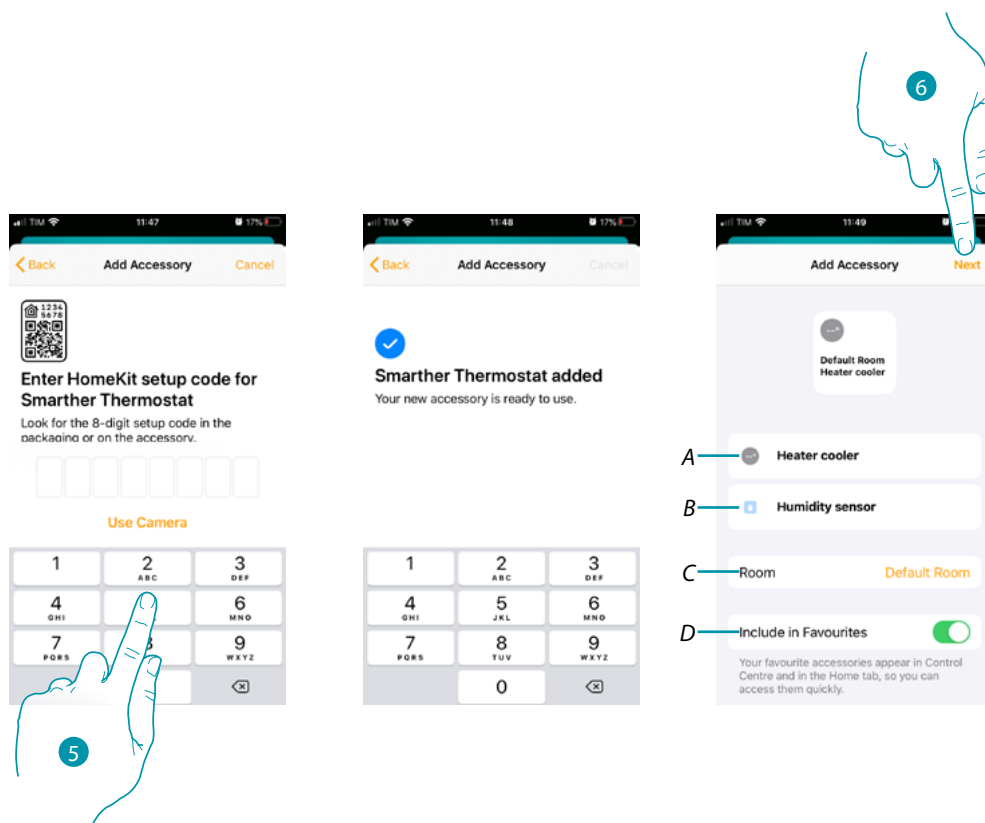 6
TIM 11:47 17%
Back Add Accessory Cancel
1234
5678
Enter HomeKit setup code for
Smarther Thermostat
Look for the 8-digit setup code in the
packaging or on the accessory.
Use Camera
1 2 3
ABC DEF
4 6
GHI MNO
7 8 9
PQRS WXYZ
5
TIM 11:48 17%
Back Add Accessory Cancel
Smarther Thermostat added
Your new accessory is ready to use.
1 2 3
ABC DEF
4 5 6
GHI JKL MNO
7 8 9
PQRS TUV WXYZ
0
TIM 11:49
Add Accessory Next
--°
Default Room
Heater cooler
A --° Heater cooler
B Humidity sensor
C Room Default Room
D Include in Favourites
Your favourite accessories appear in Control
Centre and in the Home tab, so you can
access them quickly.